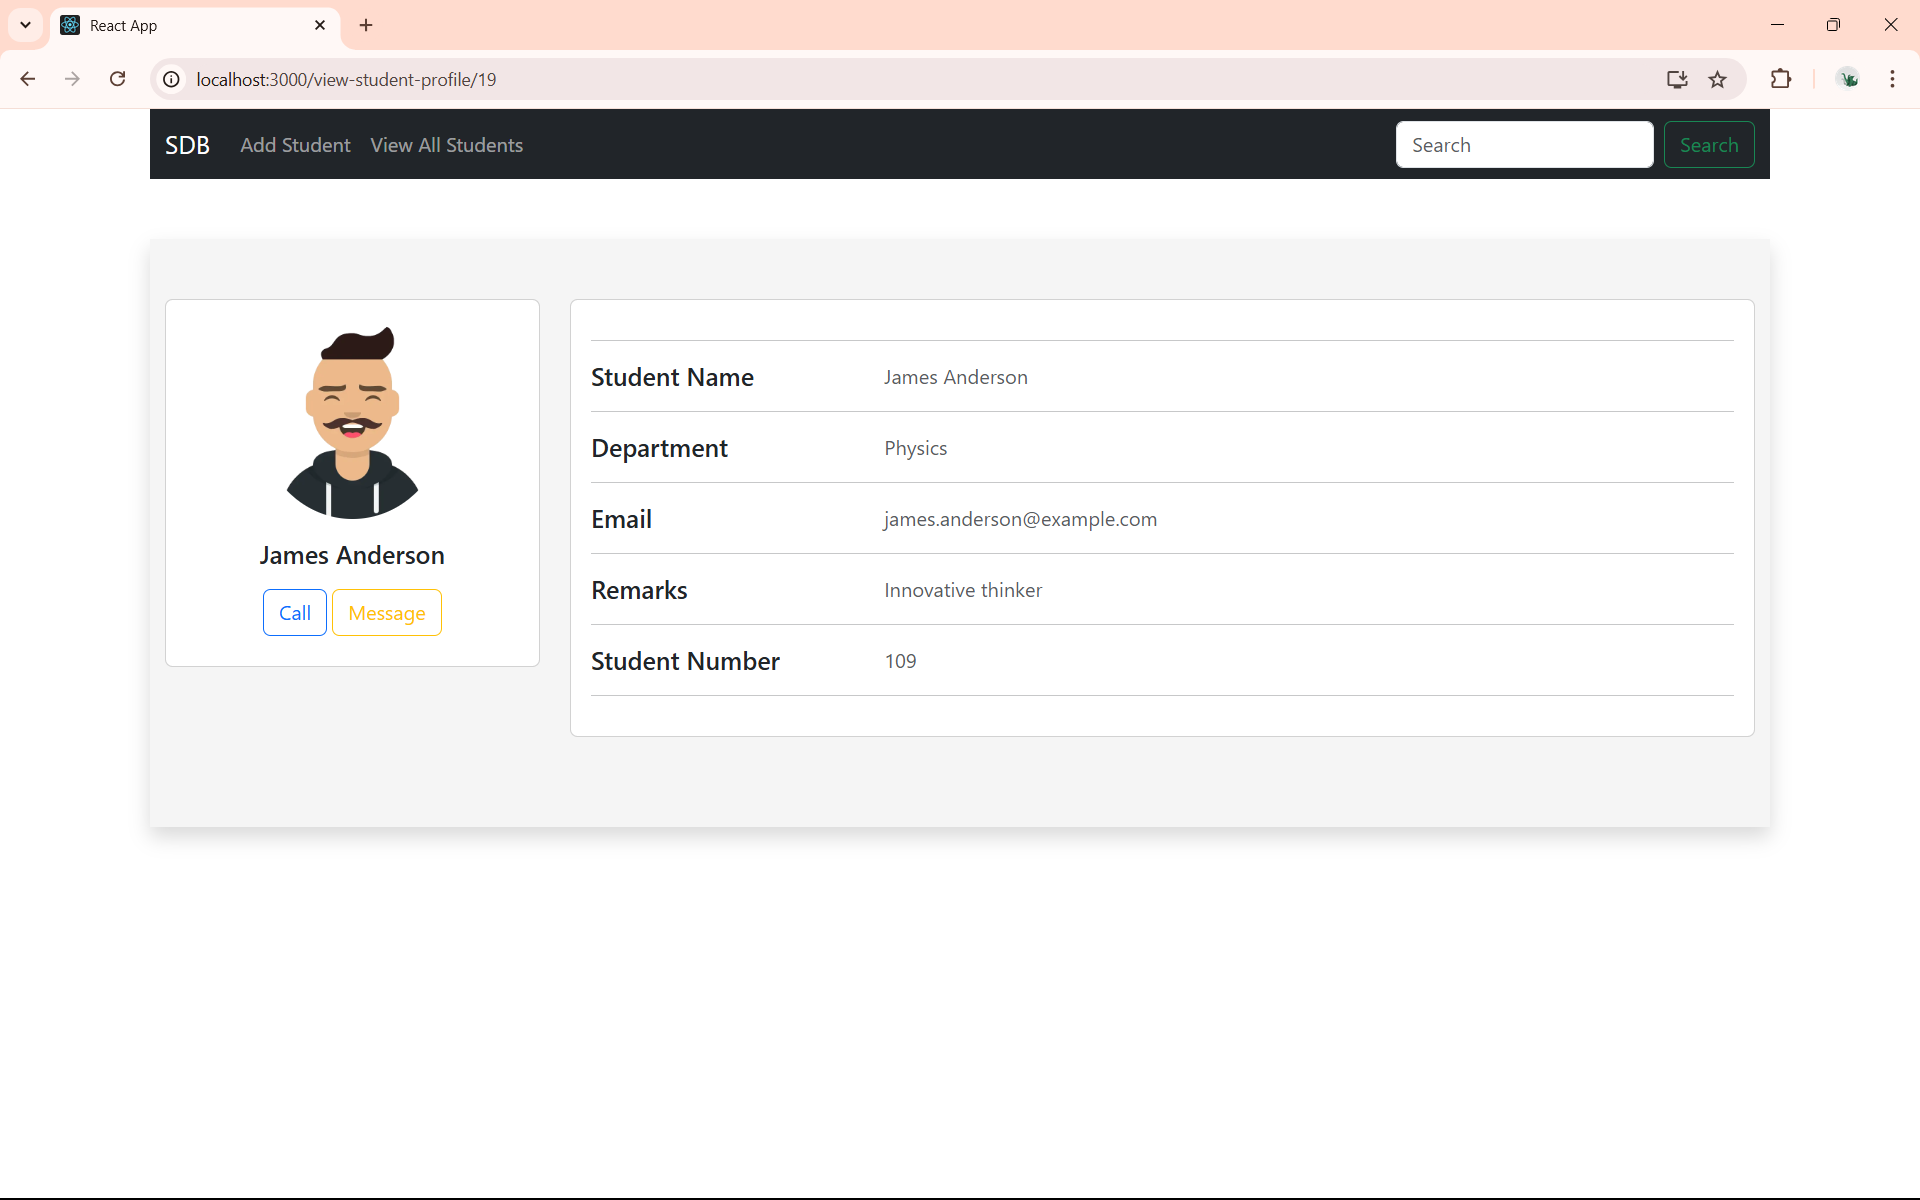 React App
localhost:3000/view-student-profile/19
SDB Add Student View All Students Search Search
James Anderson
Call Message
Student Name James Anderson
Department Physics
Email james.anderson@example.com
Remarks Innovative thinker
Student Number 109